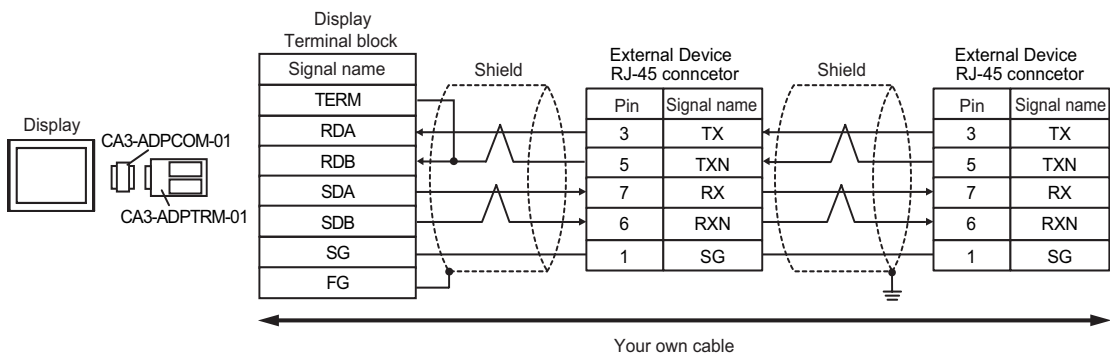 Display
CA3-ADPCOM-01
CA3-ADPTRM-01
Display
Terminal block
Signal name
TERM
RDA
RDB
SDA
SDB
SG
FG
Shield
External Device
RJ-45 conncetor
Pin Signal name
3 TX
5 TXN
7 RX
6 RXN
1 SG
Shield
External Device
RJ-45 conncetor
Pin Signal name
3 TX
5 TXN
7 RX
6 RXN
1 SG
Your own cable